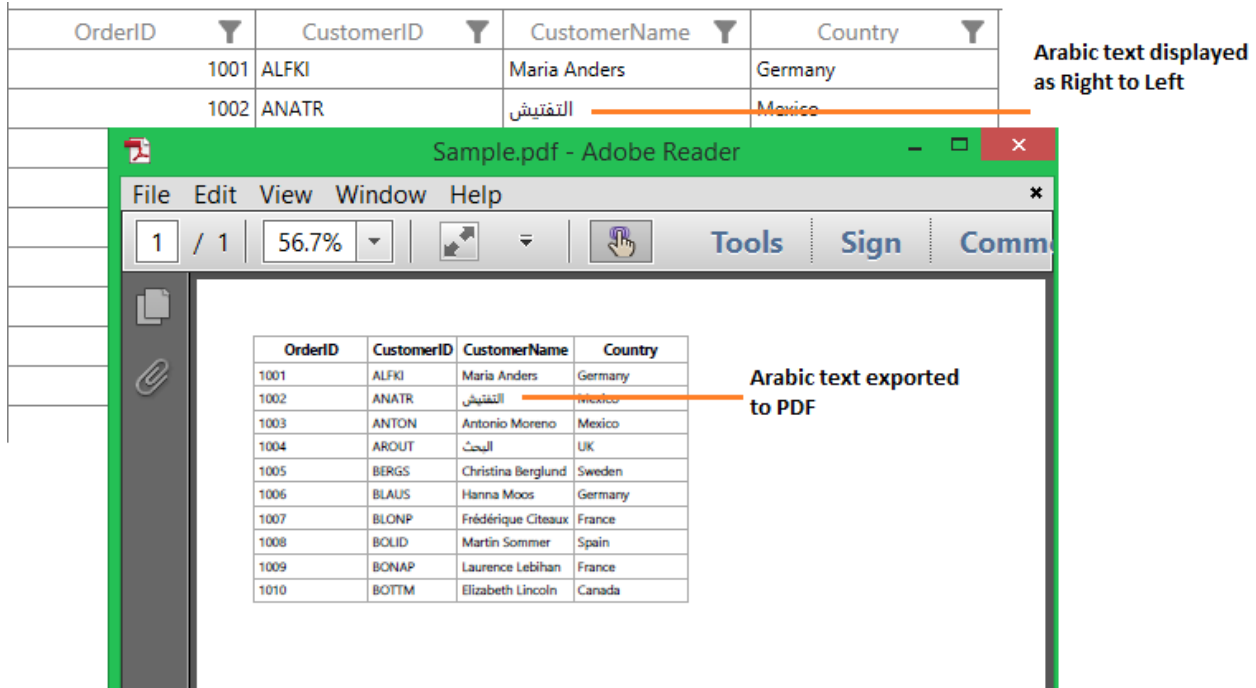 OrderID CustomerID CustomerName Country
Arabic text displayed
as Right to Left
1001 ALFKI Maria Anders Germany
1002 ANATR التفتيش Mexico
Sample.pdf - Adobe Reader
File Edit View Window Help
1 / 1 56.7% Tools Sign Comm
OrderID CustomerID CustomerName Country
1001 ALFKI Maria Anders Germany
1002 ANATR التفتيش Mexico
1003 ANTON Antonio Moreno Mexico
1004 AROUT البحث UK
1005 BERGS Christina Berglund Sweden
1006 BLAUS Hanna Moos Germany
1007 BLONP Frédérique Citeaux France
1008 BOLID Martin Sommer Spain
1009 BONAP Laurence Lebihan France
1010 BOTTM Elizabeth Lincoln Canada
Arabic text exported
to PDF